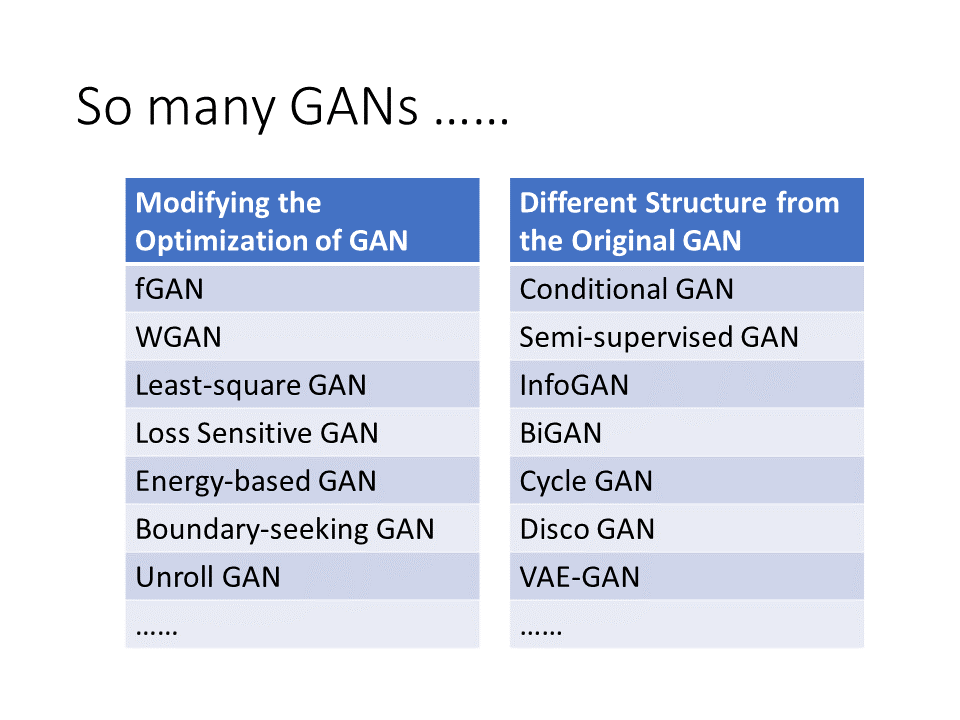 So many GANs ……
Modifying the
Optimization of GAN
fGAN
WGAN
Least-square GAN
Loss Sensitive GAN
Energy-based GAN
Boundary-seeking GAN
Unroll GAN
……
Different Structure from
the Original GAN
Conditional GAN
Semi-supervised GAN
InfoGAN
BiGAN
Cycle GAN
Disco GAN
VAE-GAN
……